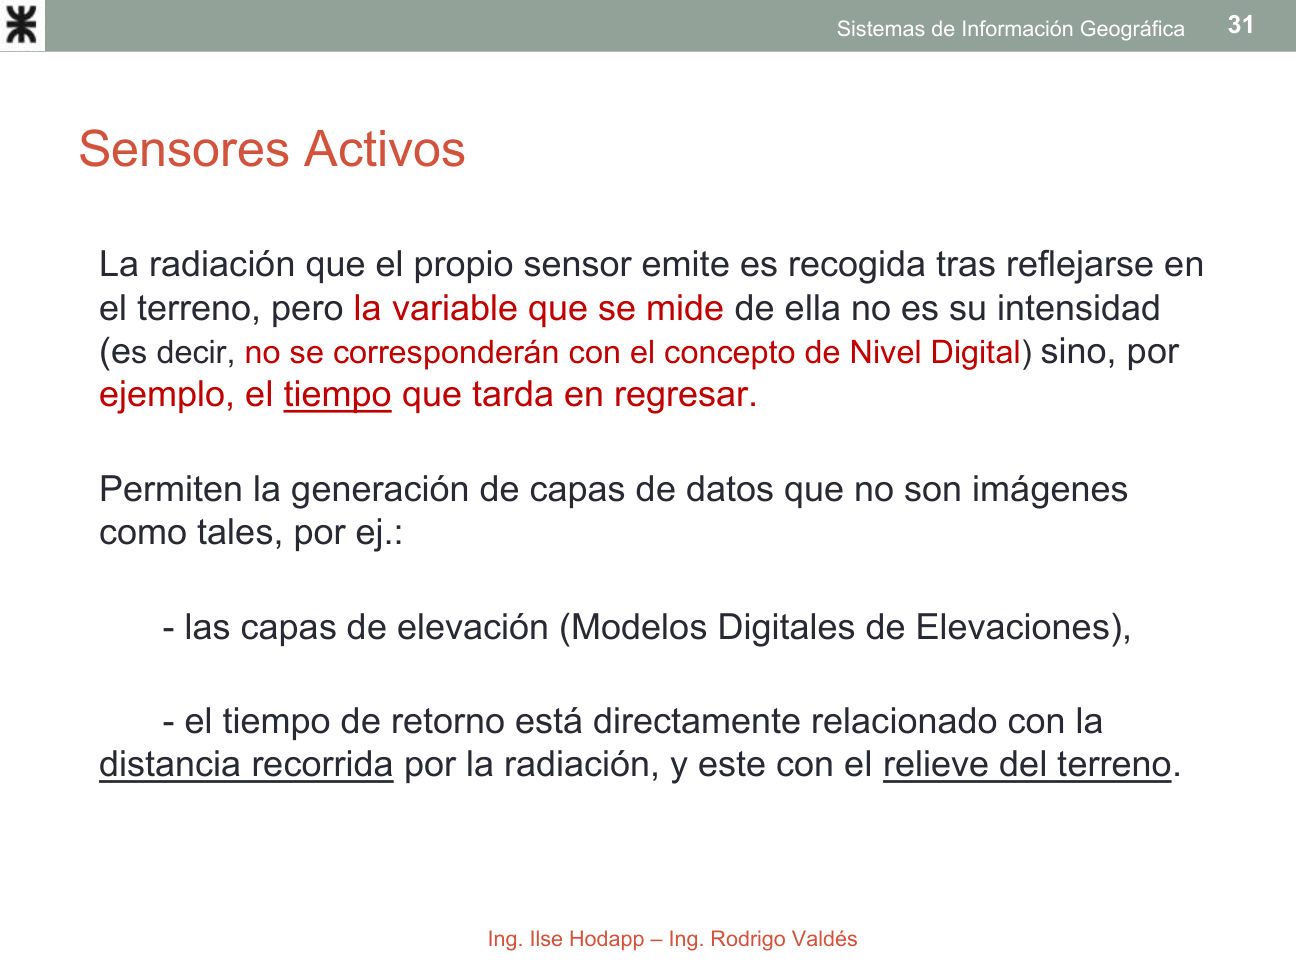 Sistemas de Información Geográfica 31
Sensores Activos
La radiación que el propio sensor emite es recogida tras reflejarse en
el terreno, pero la variable que se mide de ella no es su intensidad
(es decir, no se corresponderán con el concepto de Nivel Digital) sino, por
ejemplo, el tiempo que tarda en regresar.
Permiten la generación de capas de datos que no son imágenes
como tales, por ej.:
- las capas de elevación (Modelos Digitales de Elevaciones),
- el tiempo de retorno está directamente relacionado con la
distancia recorrida por la radiación, y este con el relieve del terreno.
Ing. Ilse Hodapp – Ing. Rodrigo Valdés